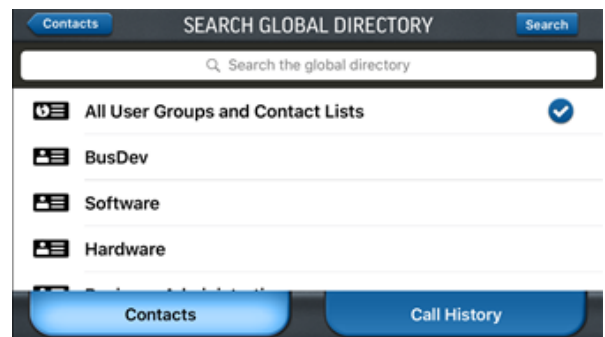 Contacts
SEARCH GLOBAL DIRECTORY
Search
Search the global directory
All User Groups and Contact Lists
BusDev
Software
Hardware
Contacts
Call History